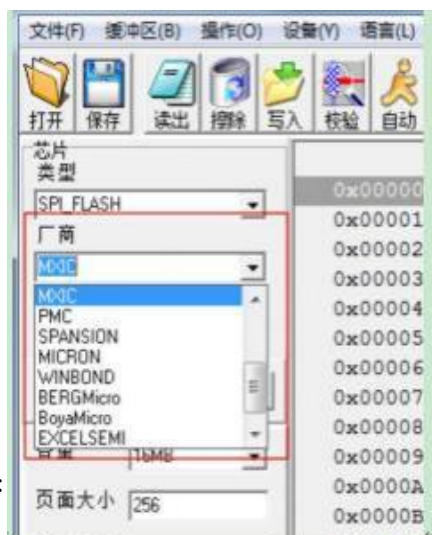 文件(F) 缓冲区(B) 操作(O) 设备(V) 语言(L)
打开 保存 读出 擦除 写入 校验 自动
芯片
类型
SPI_FLASH
厂商
MXIC
MXIC
PMC
SPANSION
MICRON
WINBOND
BERGMicro
BoyaMicro
EXCELSEMI
16MB
页面大小 256
0x00000
0x00001
0x00002
0x00003
0x00004
0x00005
0x00006
0x00007
0x00008
0x00009
0x0000A
0x0000B